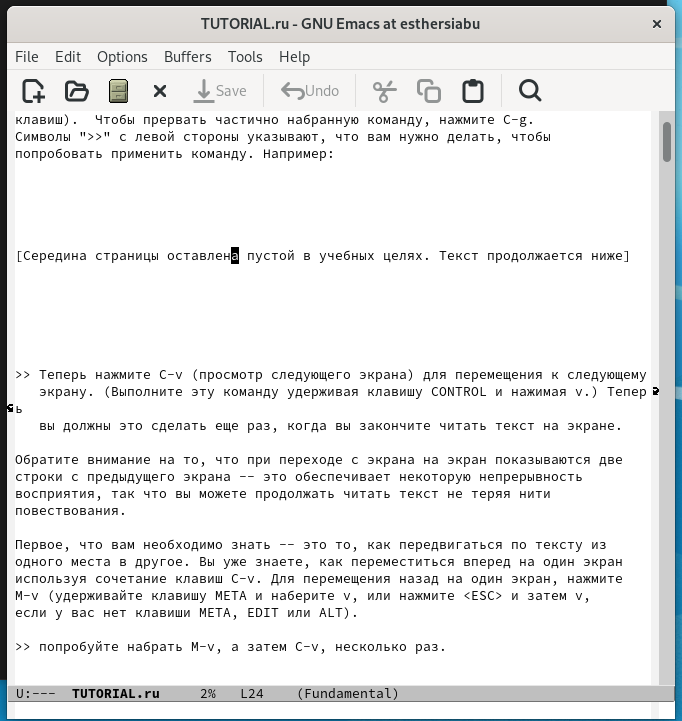 TUTORIAL.ru - GNU Emacs at esthersiabu
File Edit Options Buffers Tools Help
Save Undo
клавиш).  Чтобы прервать частично набранную команду, нажмите C-g.
Символы ">>" с левой стороны указывают, что вам нужно делать, чтобы
попробовать применить команду. Например:
[Середина страницы оставлена пустой в учебных целях. Текст продолжается ниже]
>> Теперь нажмите C-v (просмотр следующего экрана) для перемещения к следующему
экрану. (Выполните эту команду удерживая клавишу CONTROL и нажимая v.) Тепер
ь
вы должны это сделать еще раз, когда вы закончите читать текст на экране.
Обратите внимание на то, что при переходе с экрана на экран показываются две
строки с предыдущего экрана -- это обеспечивает некоторую непрерывность
восприятия, так что вы можете продолжать читать текст не теряя нити
повествования.
Первое, что вам необходимо знать -- это то, как передвигаться по тексту из
одного места в другое. Вы уже знаете, как переместиться вперед на один экран
используя сочетание клавиш C-v. Для перемещения назад на один экран, нажмите
M-v (удерживайте клавишу META и наберите v, или нажмите <ESC> и затем v,
если у вас нет клавиши META, EDIT или ALT).
>> попробуйте набрать M-v, а затем C-v, несколько раз.
U:---  TUTORIAL.ru     2%   L24    (Fundamental)